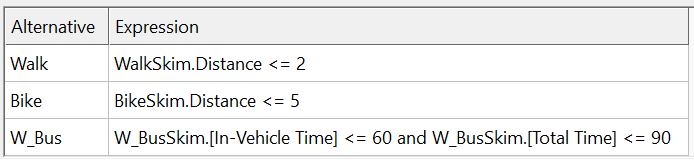 Alternative Expression
Walk WalkSkim.Distance <= 2
Bike BikeSkim.Distance <= 5
W_Bus W_BusSkim.[In-Vehicle Time] <= 60 and W_BusSkim.[Total Time] <= 90